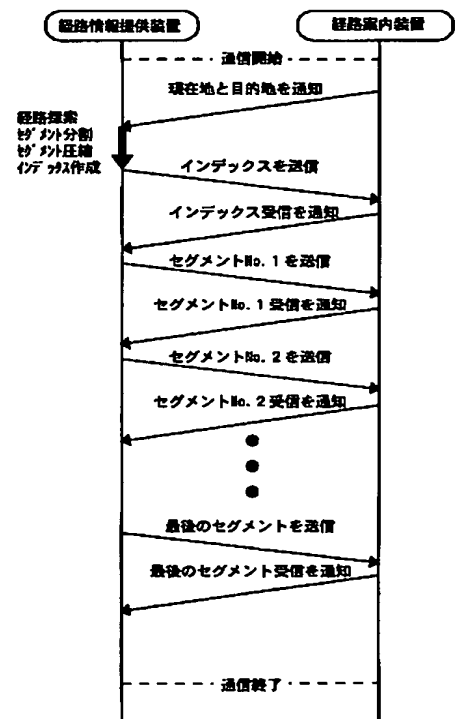 経路情報提供装置
経路案内装置
通信開始
現在地と目的地を通知
経路探索
ｾｸﾞﾒﾝﾄ分割
ｾｸﾞﾒﾝﾄ圧縮
ｲﾝﾃﾞｯｸｽ作成
インデックスを送信
インデックス受信を通知
セグメントNo. 1 を送信
セグメントNo. 1 受信を通知
セグメントNo. 2 を送信
セグメントNo. 2 受信を通知
最後のセグメントを送信
最後のセグメント受信を通知
通信終了